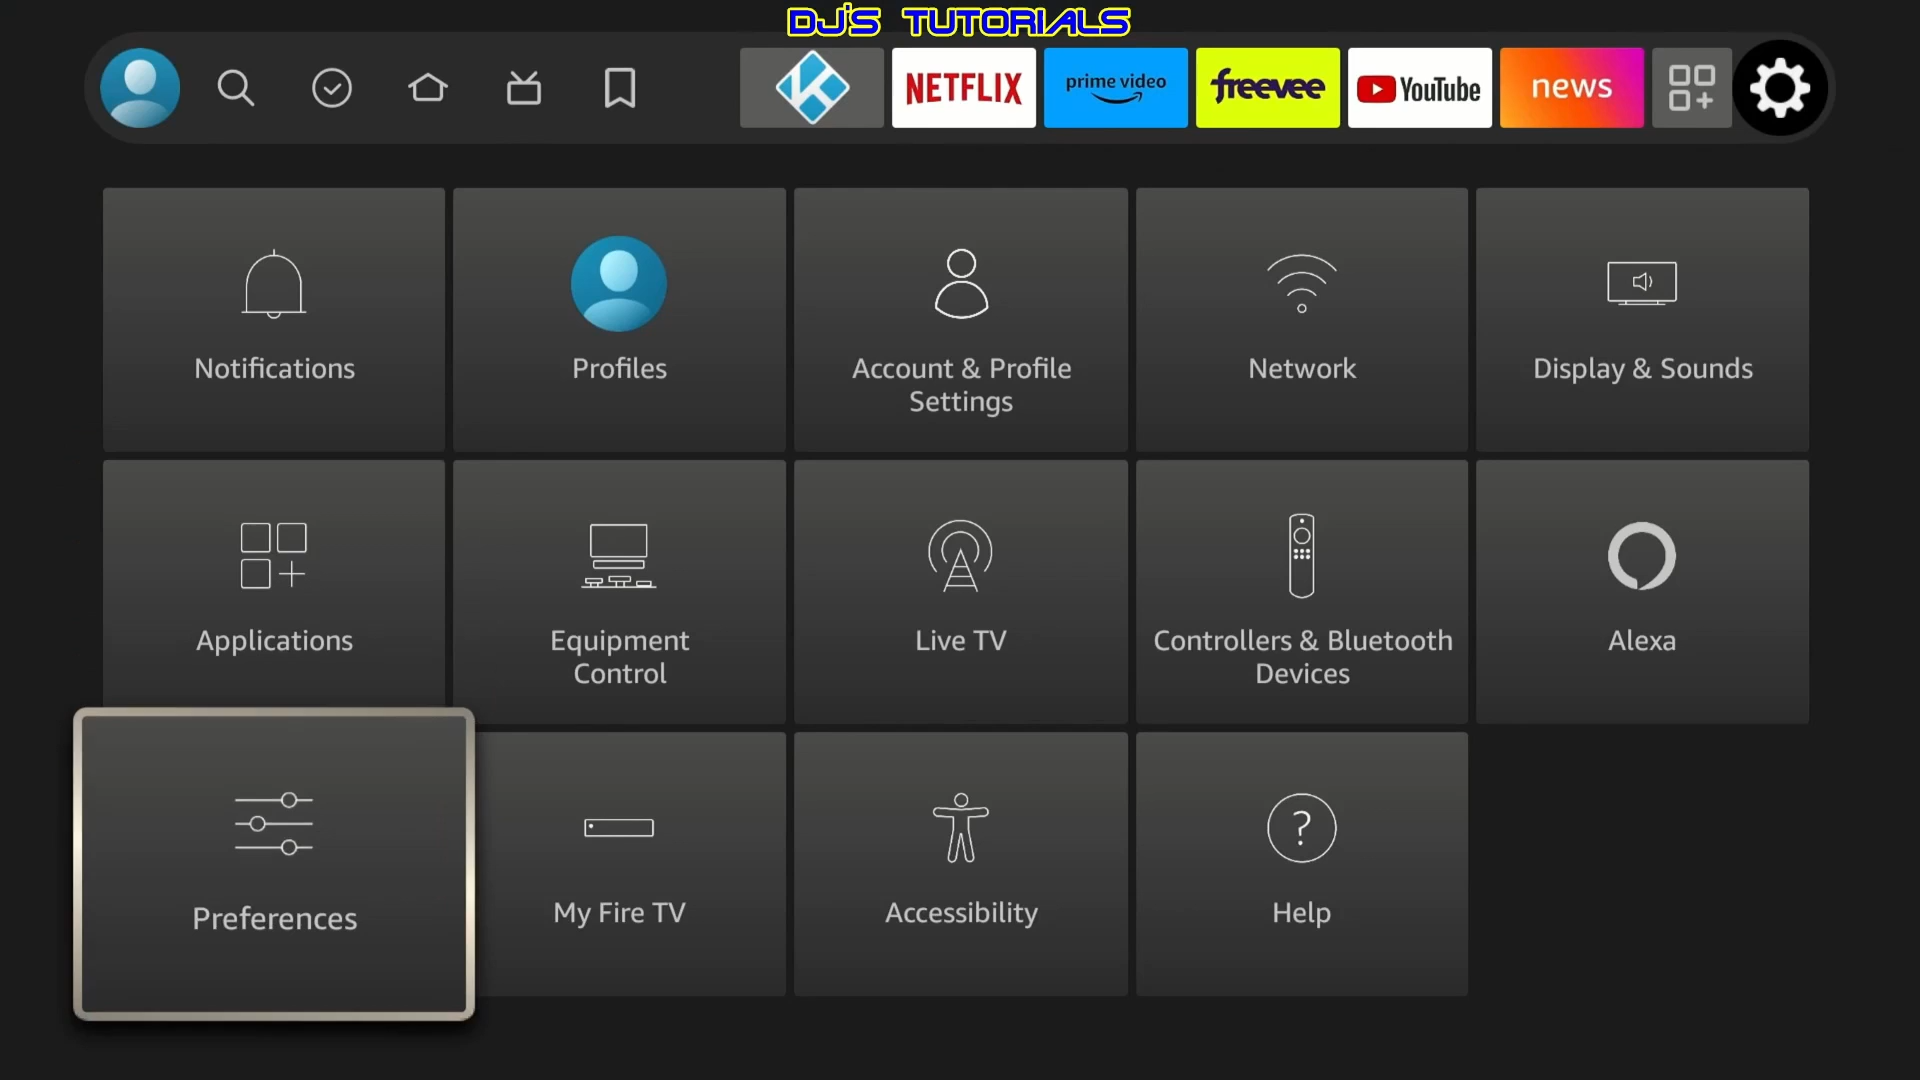 DJ'S TUTORIALS
NETFLIX
prime video
freevee
YouTube
news
Notifications
Profiles
Account & Profile
Settings
Network
Display & Sounds
Applications
Equipment
Control
Live TV
Controllers & Bluetooth
Devices
Alexa
Preferences
My Fire TV
Accessibility
?
Help